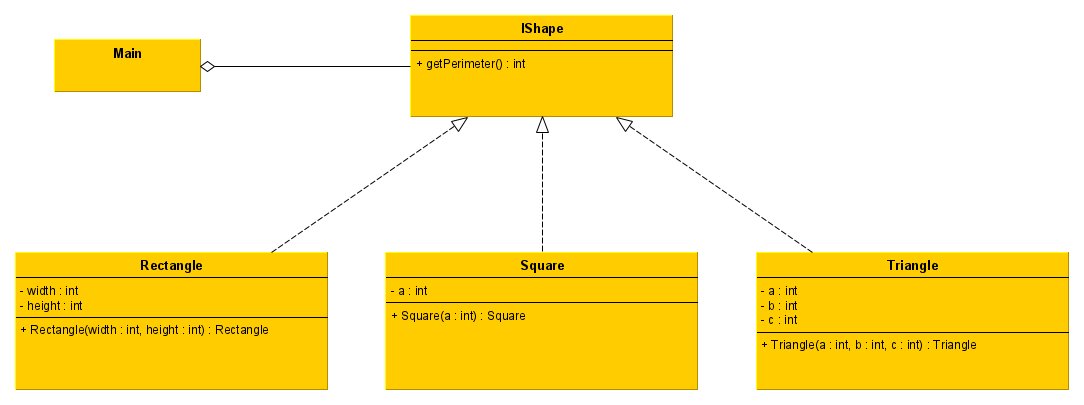 Main
IShape
+ getPerimeter() : int
Rectangle
- width : int
- height : int
+ Rectangle(width : int, height : int) : Rectangle
Square
- a : int
+ Square(a : int) : Square
Triangle
- a : int
- b : int
- c : int
+ Triangle(a : int, b : int, c : int) : Triangle